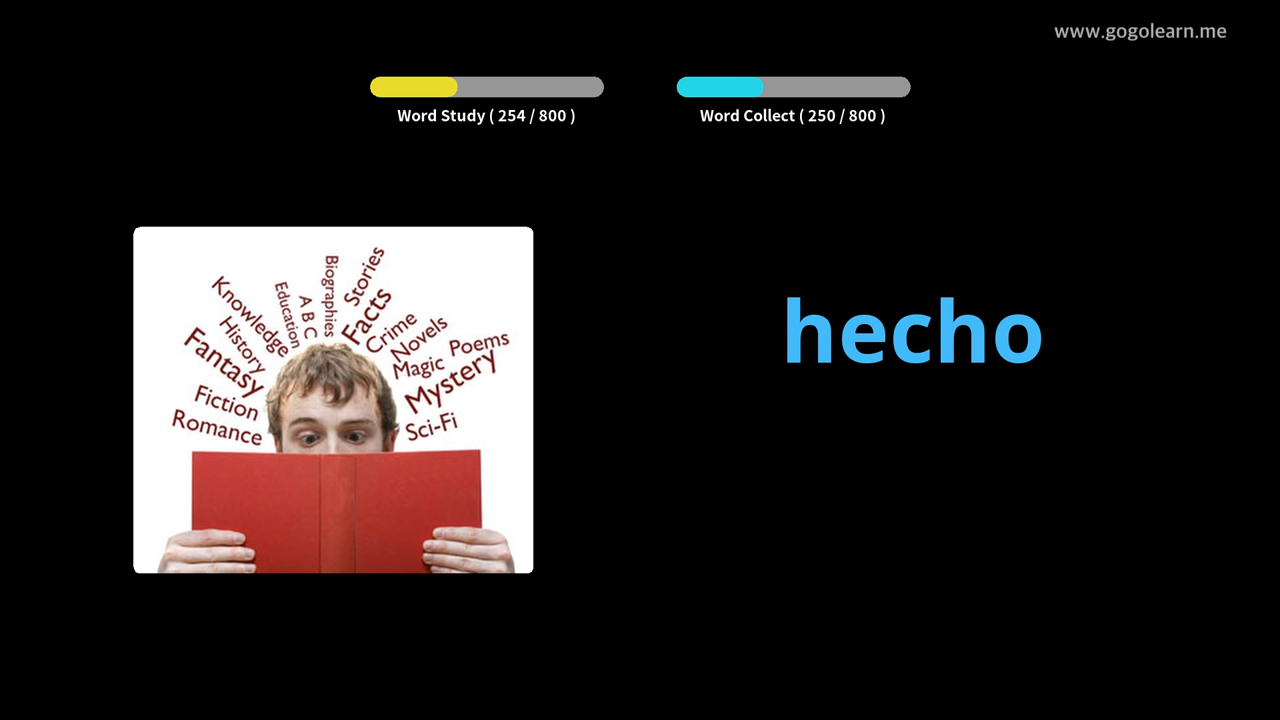 www.gogolearn.me
Word Study ( 254 / 800 )
Word Collect ( 250 / 800 )
Biographies
Stories
Knowledge
Education
A B C
Facts
History
Crime
Novels
Fantasy
Magic
Poems
Mystery
Fiction
Romance
Sci-Fi
hecho